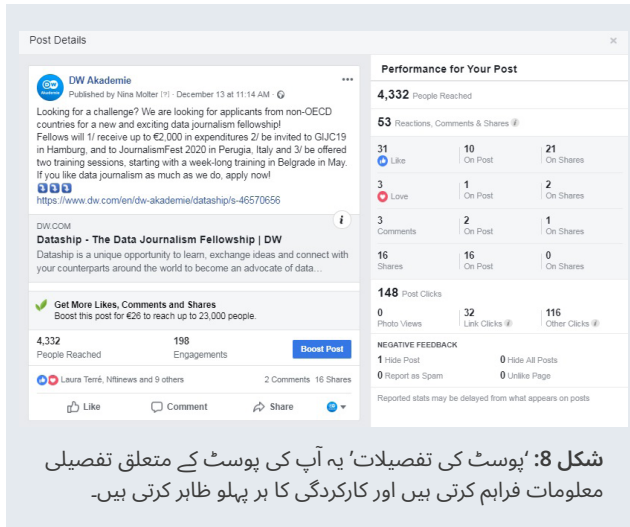 Post Details
DW Akademie
Published by Nina Molter [?] · December 13 at 11:14 AM ·
Looking for a challenge? We are looking for applicants from non-OECD
countries for a new and exciting data journalism fellowship!
Fellows will 1/ receive up to €2,000 in expenditures 2/ be invited to GIJC19
in Hamburg, and to JournalismFest 2020 in Perugia, Italy and 3/ be offered
two training sessions, starting with a week-long training in Belgrade in May.
If you like data journalism as much as we do, apply now!
https://www.dw.com/en/dw-akademie/dataship/s-46570656
DW.COM
Dataship - The Data Journalism Fellowship | DW
Dataship is a unique opportunity to learn, exchange ideas and connect with
your counterparts around the world to become an advocate of data...
Get More Likes, Comments and Shares
Boost this post for €26 to reach up to 23,000 people.
4,332 198
People Reached Engagements Boost Post
Laura Terré, Nftinews and 9 others 2 Comments 16 Shares
Like Comment Share
Performance for Your Post
4,332 People Reached
53 Reactions, Comments & Shares
31 10 21
Like On Post On Shares
3 1 2
Love On Post On Shares
3 2 1
Comments On Post On Shares
16 16 0
Shares On Post On Shares
148 Post Clicks
0 32 116
Photo Views Link Clicks Other Clicks
NEGATIVE FEEDBACK
1 Hide Post 0 Hide All Posts
0 Report as Spam 0 Unlike Page
Reported stats may be delayed from what appears on posts
شکل 8: ’پوسٹ کی تفصیلات‘ یہ آپ کی پوسٹ کے متعلق تفصیلی
معلومات فراہم کرتی ہیں اور کارکردگی کا ہر پہلو ظاہر کرتی ہیں۔